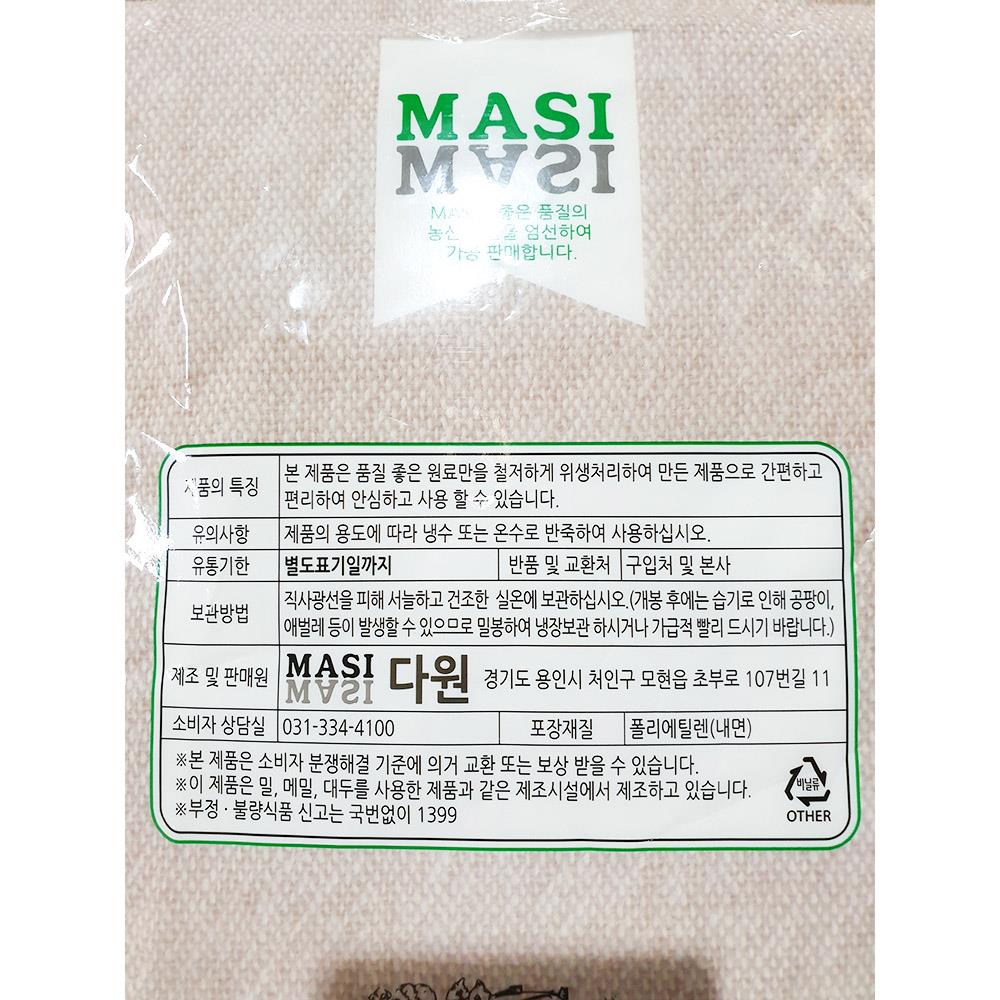 MASI
MASI
좋은 품질의
엄선하여
판매합니다.
제품의 특징 본 제품은 품질 좋은 원료만을 철저하게 위생처리하여 만든 제품으로 간편하고
편리하여 안심하고 사용 할 수 있습니다.
유의사항 제품의 용도에 따라 냉수 또는 온수로 반죽하여 사용하십시오.
유통기한 별도표기일까지 반품 및 교환처 구입처 및 본사
보관방법 직사광선을 피해 서늘하고 건조한 실온에 보관하십시오.(개봉 후에는 습기로 인해 곰팡이,
애벌레 등이 발생할 수 있으므로 밀봉하여 냉장보관 하시거나 가급적 빨리 드시기 바랍니다.)
제조 및 판매원 MASI MASI 다원 경기도 용인시 처인구 모현읍 초부로 107번길 11
소비자 상담실 031-334-4100 포장재질 폴리에틸렌(내면)
※본 제품은 소비자 분쟁해결 기준에 의거 교환 또는 보상 받을 수 있습니다.
※이 제품은 밀, 메밀, 대두를 사용한 제품과 같은 제조시설에서 제조하고 있습니다.
※부정·불량식품 신고는 국번없이 1399
비닐류
OTHER